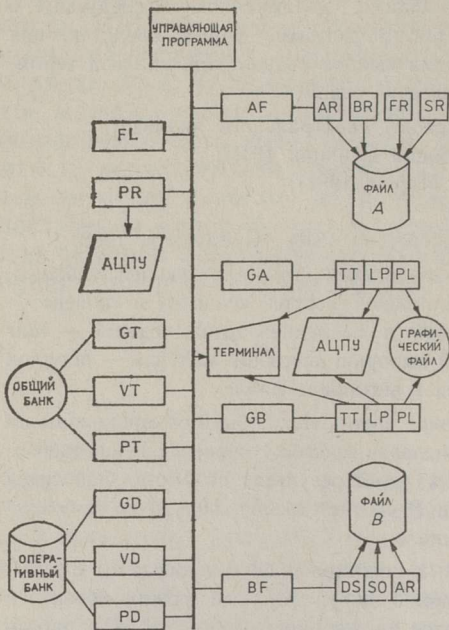 УПРАВЛЯЮЩАЯ
ПРОГРАММА
AF
AR BR FR SR
FL
ФАЙЛ
A
PR
АЦПУ
GA
TT LP PL
GT
ТЕРМИНАЛ
АЦПУ
ГРАФИ-
ЧЕСКИЙ
ФАЙЛ
ОБЩИЙ
БАНК
VT
GB
TT LP PL
PT
GD
ФАЙЛ
B
ОПЕРА-
ТИВНЫЙ
БАНК
VD
BF
DS SO AR
PD